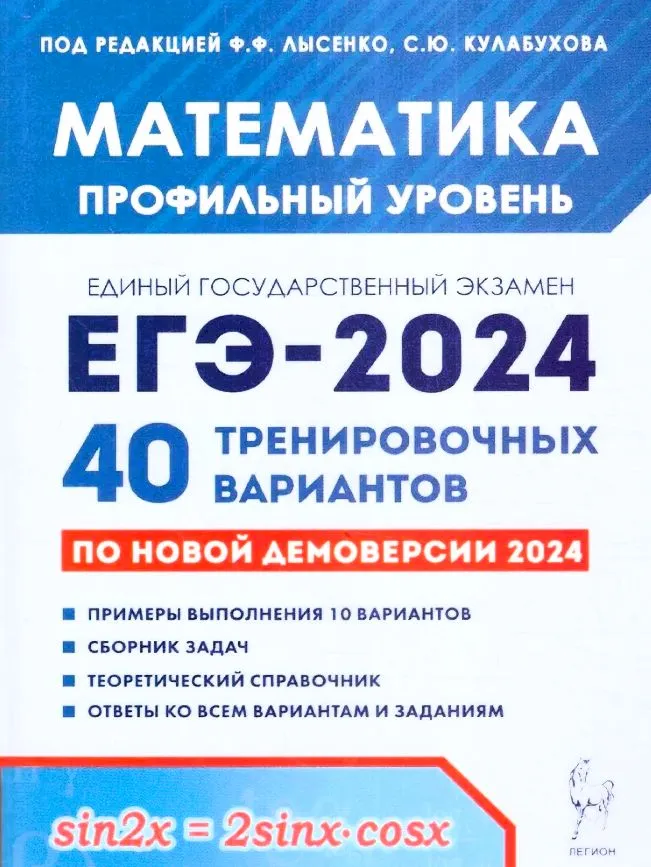 ПОД РЕДАКЦИЕЙ Ф.Ф. ЛЫСЕНКО, С.Ю. КУЛАБУХОВА
МАТЕМАТИКА
ПРОФИЛЬНЫЙ УРОВЕНЬ
ЕДИНЫЙ ГОСУДАРСТВЕННЫЙ ЭКЗАМЕН
ЕГЭ-2024
40 ТРЕНИРОВОЧНЫХ
ВАРИАНТОВ
ПО НОВОЙ ДЕМОВЕРСИИ 2024
ПРИМЕРЫ ВЫПОЛНЕНИЯ 10 ВАРИАНТОВ
СБОРНИК ЗАДАЧ
ТЕОРЕТИЧЕСКИЙ СПРАВОЧНИК
ОТВЕТЫ КО ВСЕМ ВАРИАНТАМ И ЗАДАНИЯМ
sin2x = 2sinx·cosx
ЛЕГИОН